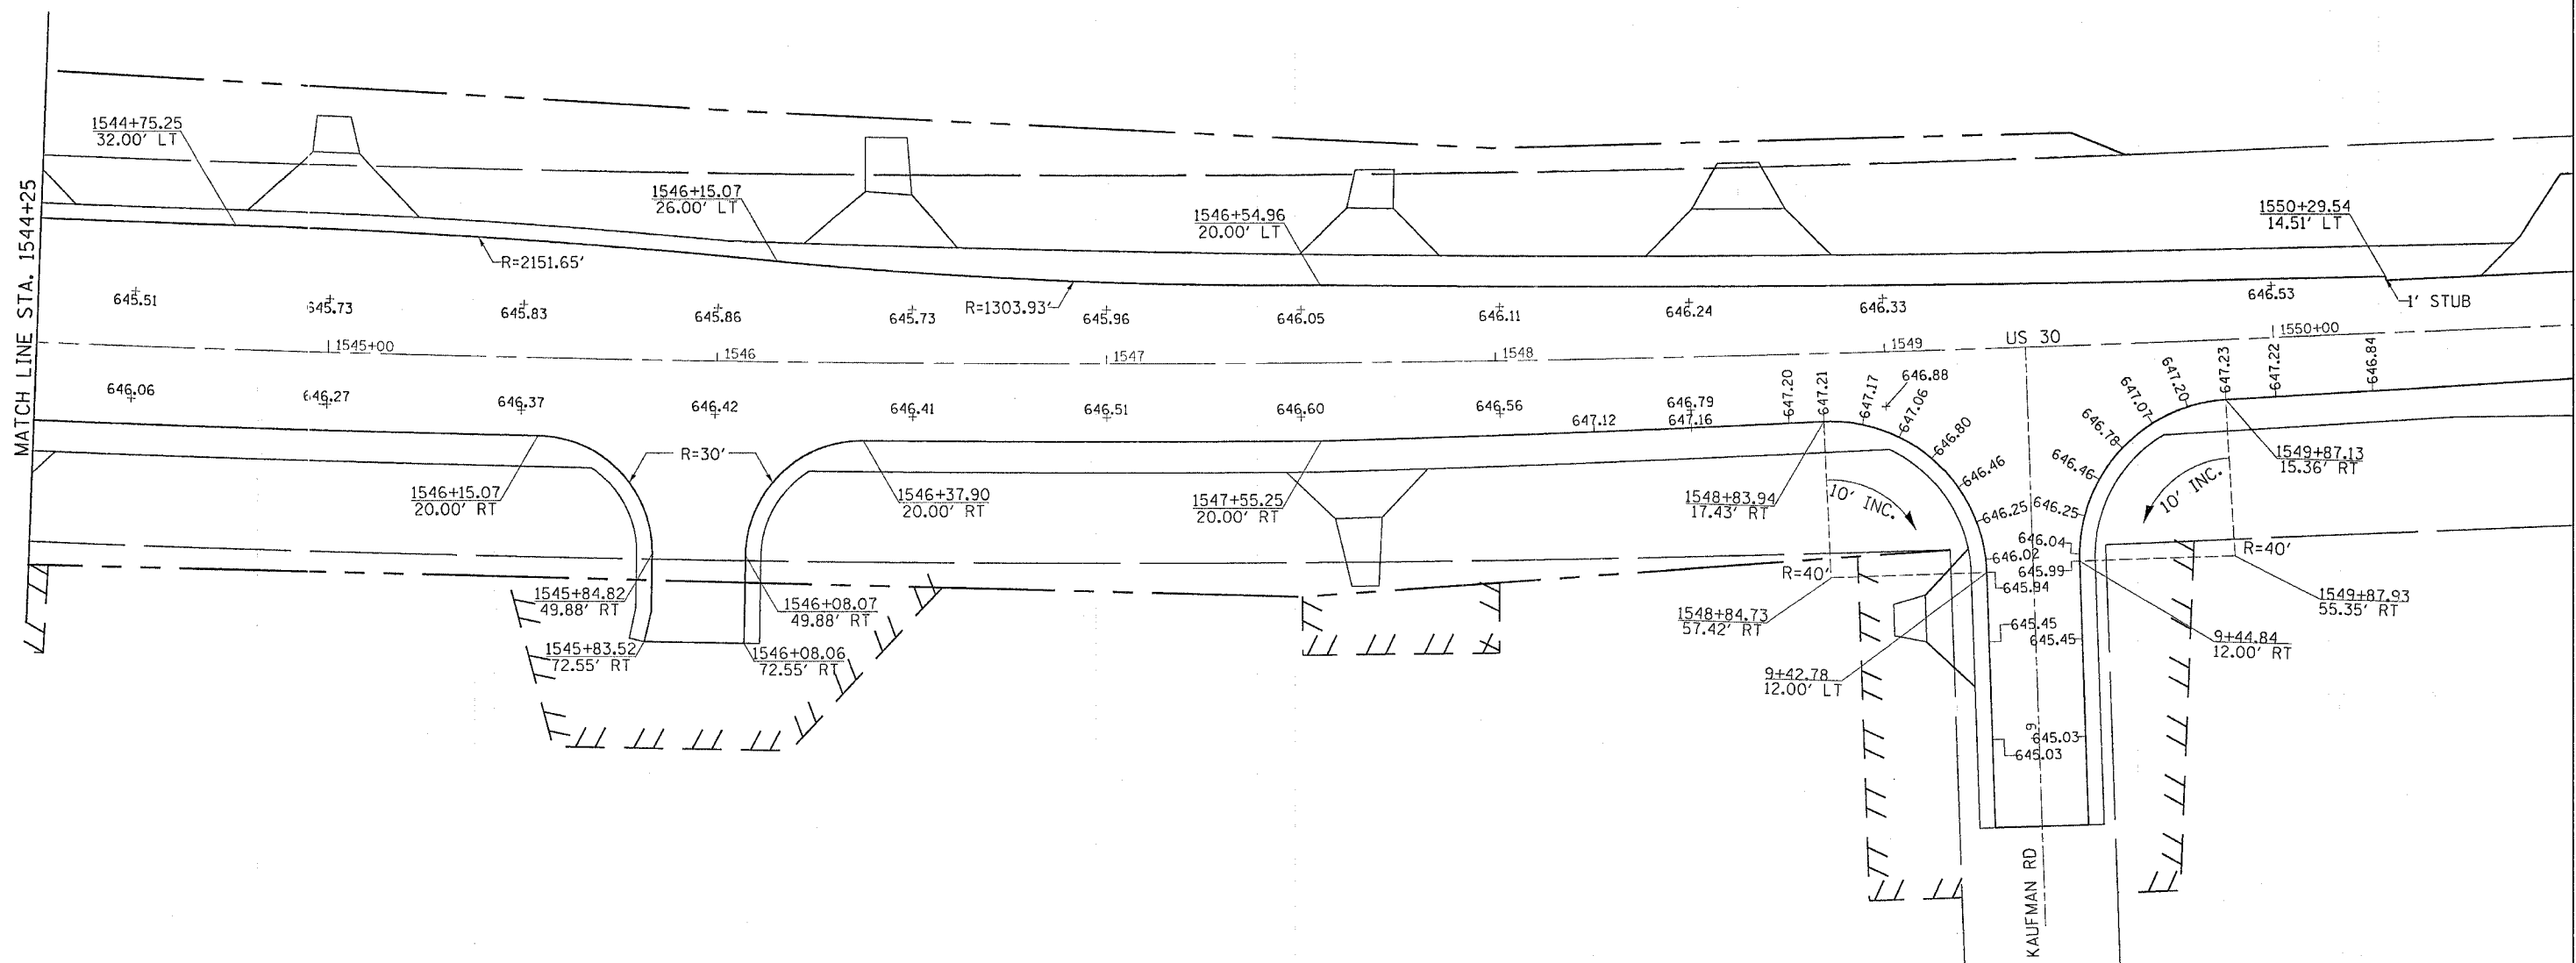 MATCH LINE STA. 1544+25
1544+75.25
32.00' LT
R=2151.65'
1546+15.07
26.00' LT
R=1303.93'
1546+54.96
20.00' LT
1550+29.54
14.51' LT
1' STUB
645.51
645.73
645.83
645.86
645.73
645.96
646.05
646.11
646.24
646.33
646.53
1545+00
1546
1547
1548
1549
US 30
1550+00
646.06
646.27
646.37
646.42
646.41
646.51
646.60
646.56
647.12
646.79
647.16
647.20
647.21
647.17
646.88
647.06
646.80
646.46
646.25
646.02
645.94
645.45
645.03
647.23
647.22
646.84
647.20
647.07
646.78
646.46
646.25
646.04
645.99
645.45
645.03
9
R=30'
1546+15.07
20.00' RT
1546+37.90
20.00' RT
1547+55.25
20.00' RT
1548+83.94
17.43' RT
10' INC.
10' INC.
1549+87.13
15.36' RT
R=40'
R=40'
1545+84.82
49.88' RT
1546+08.07
49.88' RT
1545+83.52
72.55' RT
1546+08.06
72.55' RT
1548+84.73
57.42' RT
1549+87.93
55.35' RT
9+42.78
12.00' LT
9+44.84
12.00' RT
KAUFMAN RD